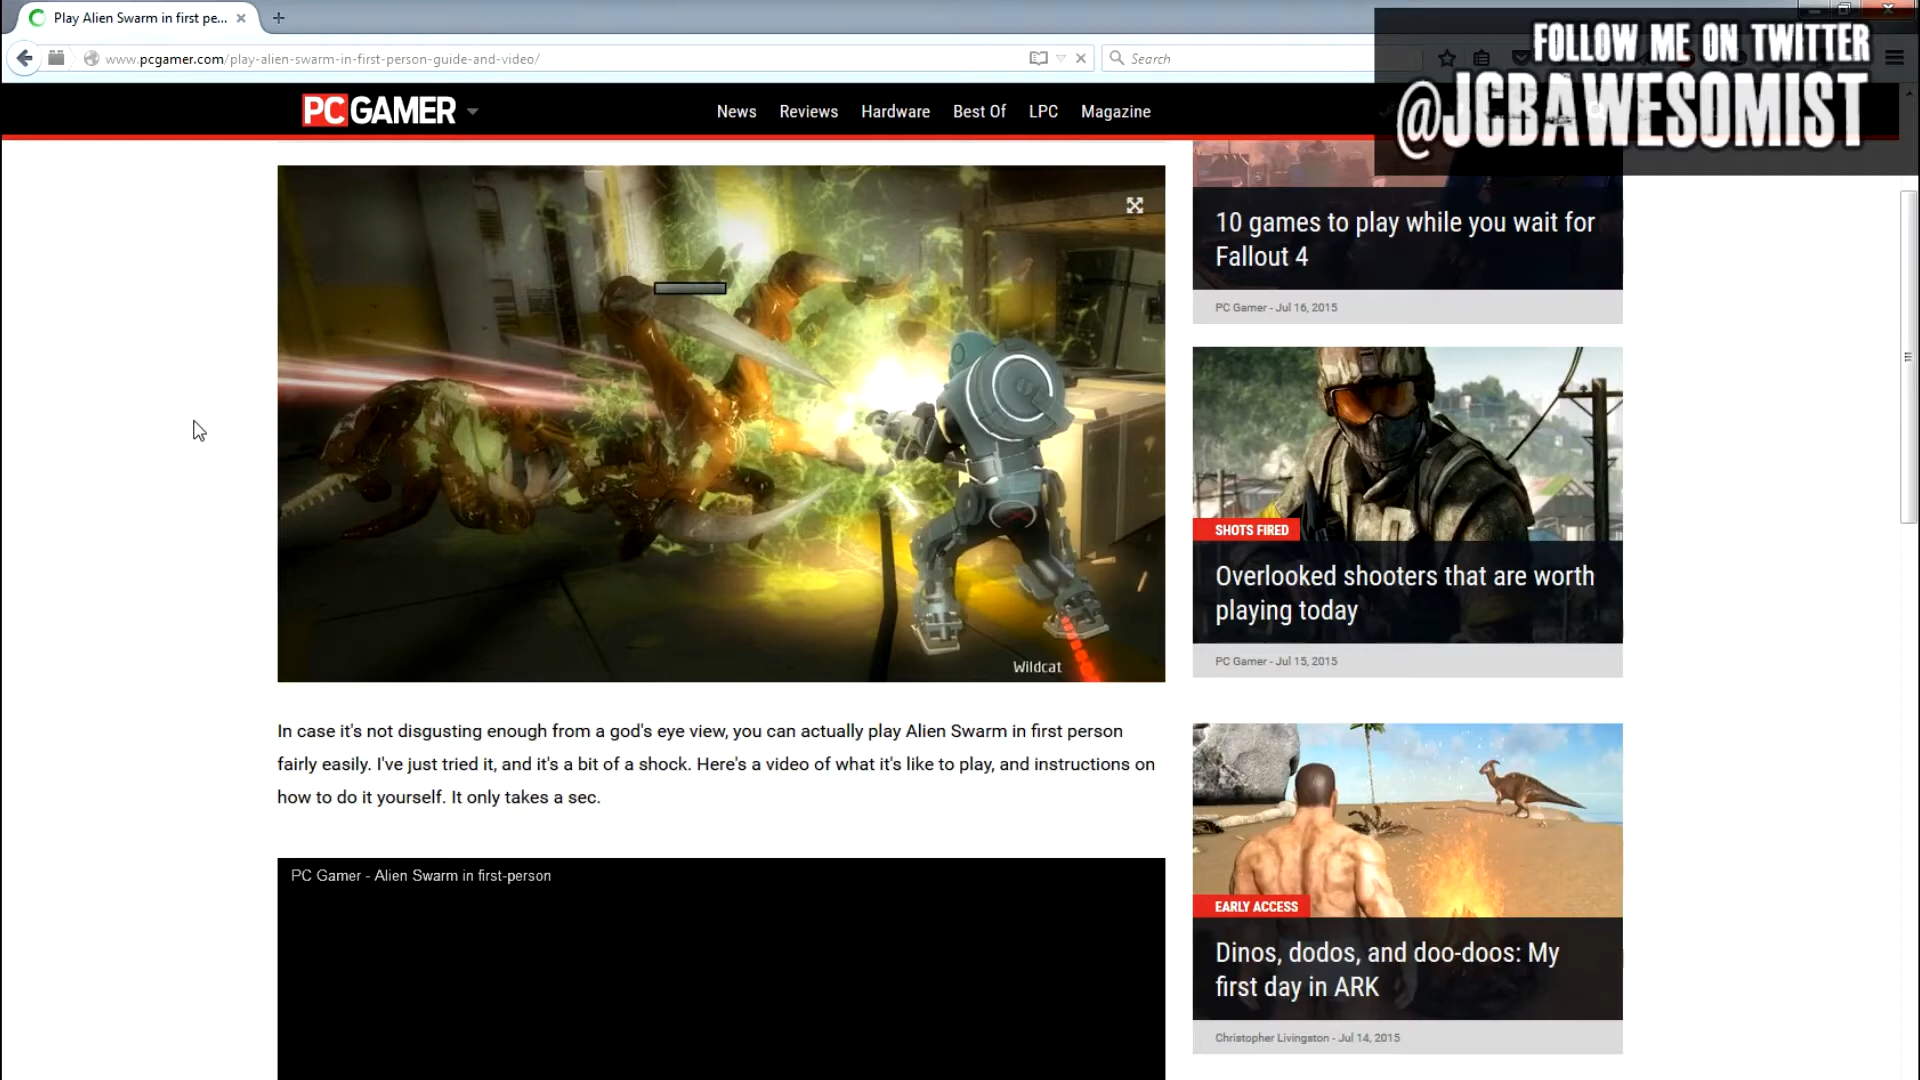 Play Alien Swarm in first pe...
www.pcgamer.com/play-alien-swarm-in-first-person-guide-and-video/
Search
FOLLOW ME ON TWITTER
@JCBAWESOMIST
PC GAMER
News Reviews Hardware Best Of LPC Magazine
Wildcat
In case it's not disgusting enough from a god's eye view, you can actually play Alien Swarm in first person
fairly easily. I've just tried it, and it's a bit of a shock. Here's a video of what it's like to play, and instructions on
how to do it yourself. It only takes a sec.
PC Gamer - Alien Swarm in first-person
10 games to play while you wait for
Fallout 4
PC Gamer - Jul 16, 2015
SHOTS FIRED
Overlooked shooters that are worth
playing today
PC Gamer - Jul 15, 2015
EARLY ACCESS
Dinos, dodos, and doo-doos: My
first day in ARK
Christopher Livingston - Jul 14, 2015